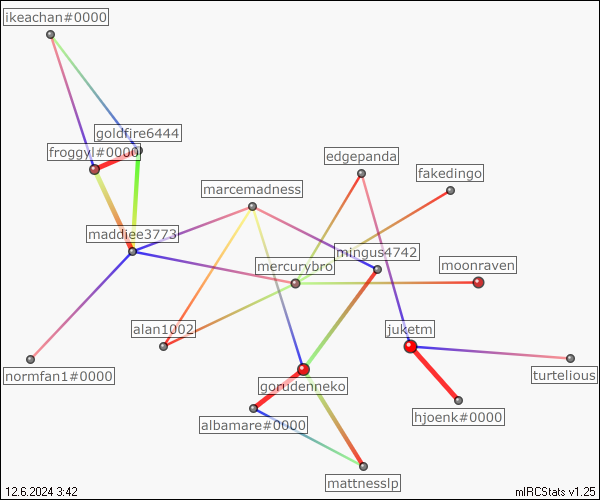 ikeachan#0000
goldfire6444
froggyl#0000
edgepanda
fakedingo
marcemadness
maddiee3773
mingus4742
mercurybro
moonraven
alan1002
juketm
normfan1#0000
turtelious
gorudenneko
hjoenk#0000
albamare#0000
mattnesslp
12.6.2024 3:42
mIRCStats v1.25